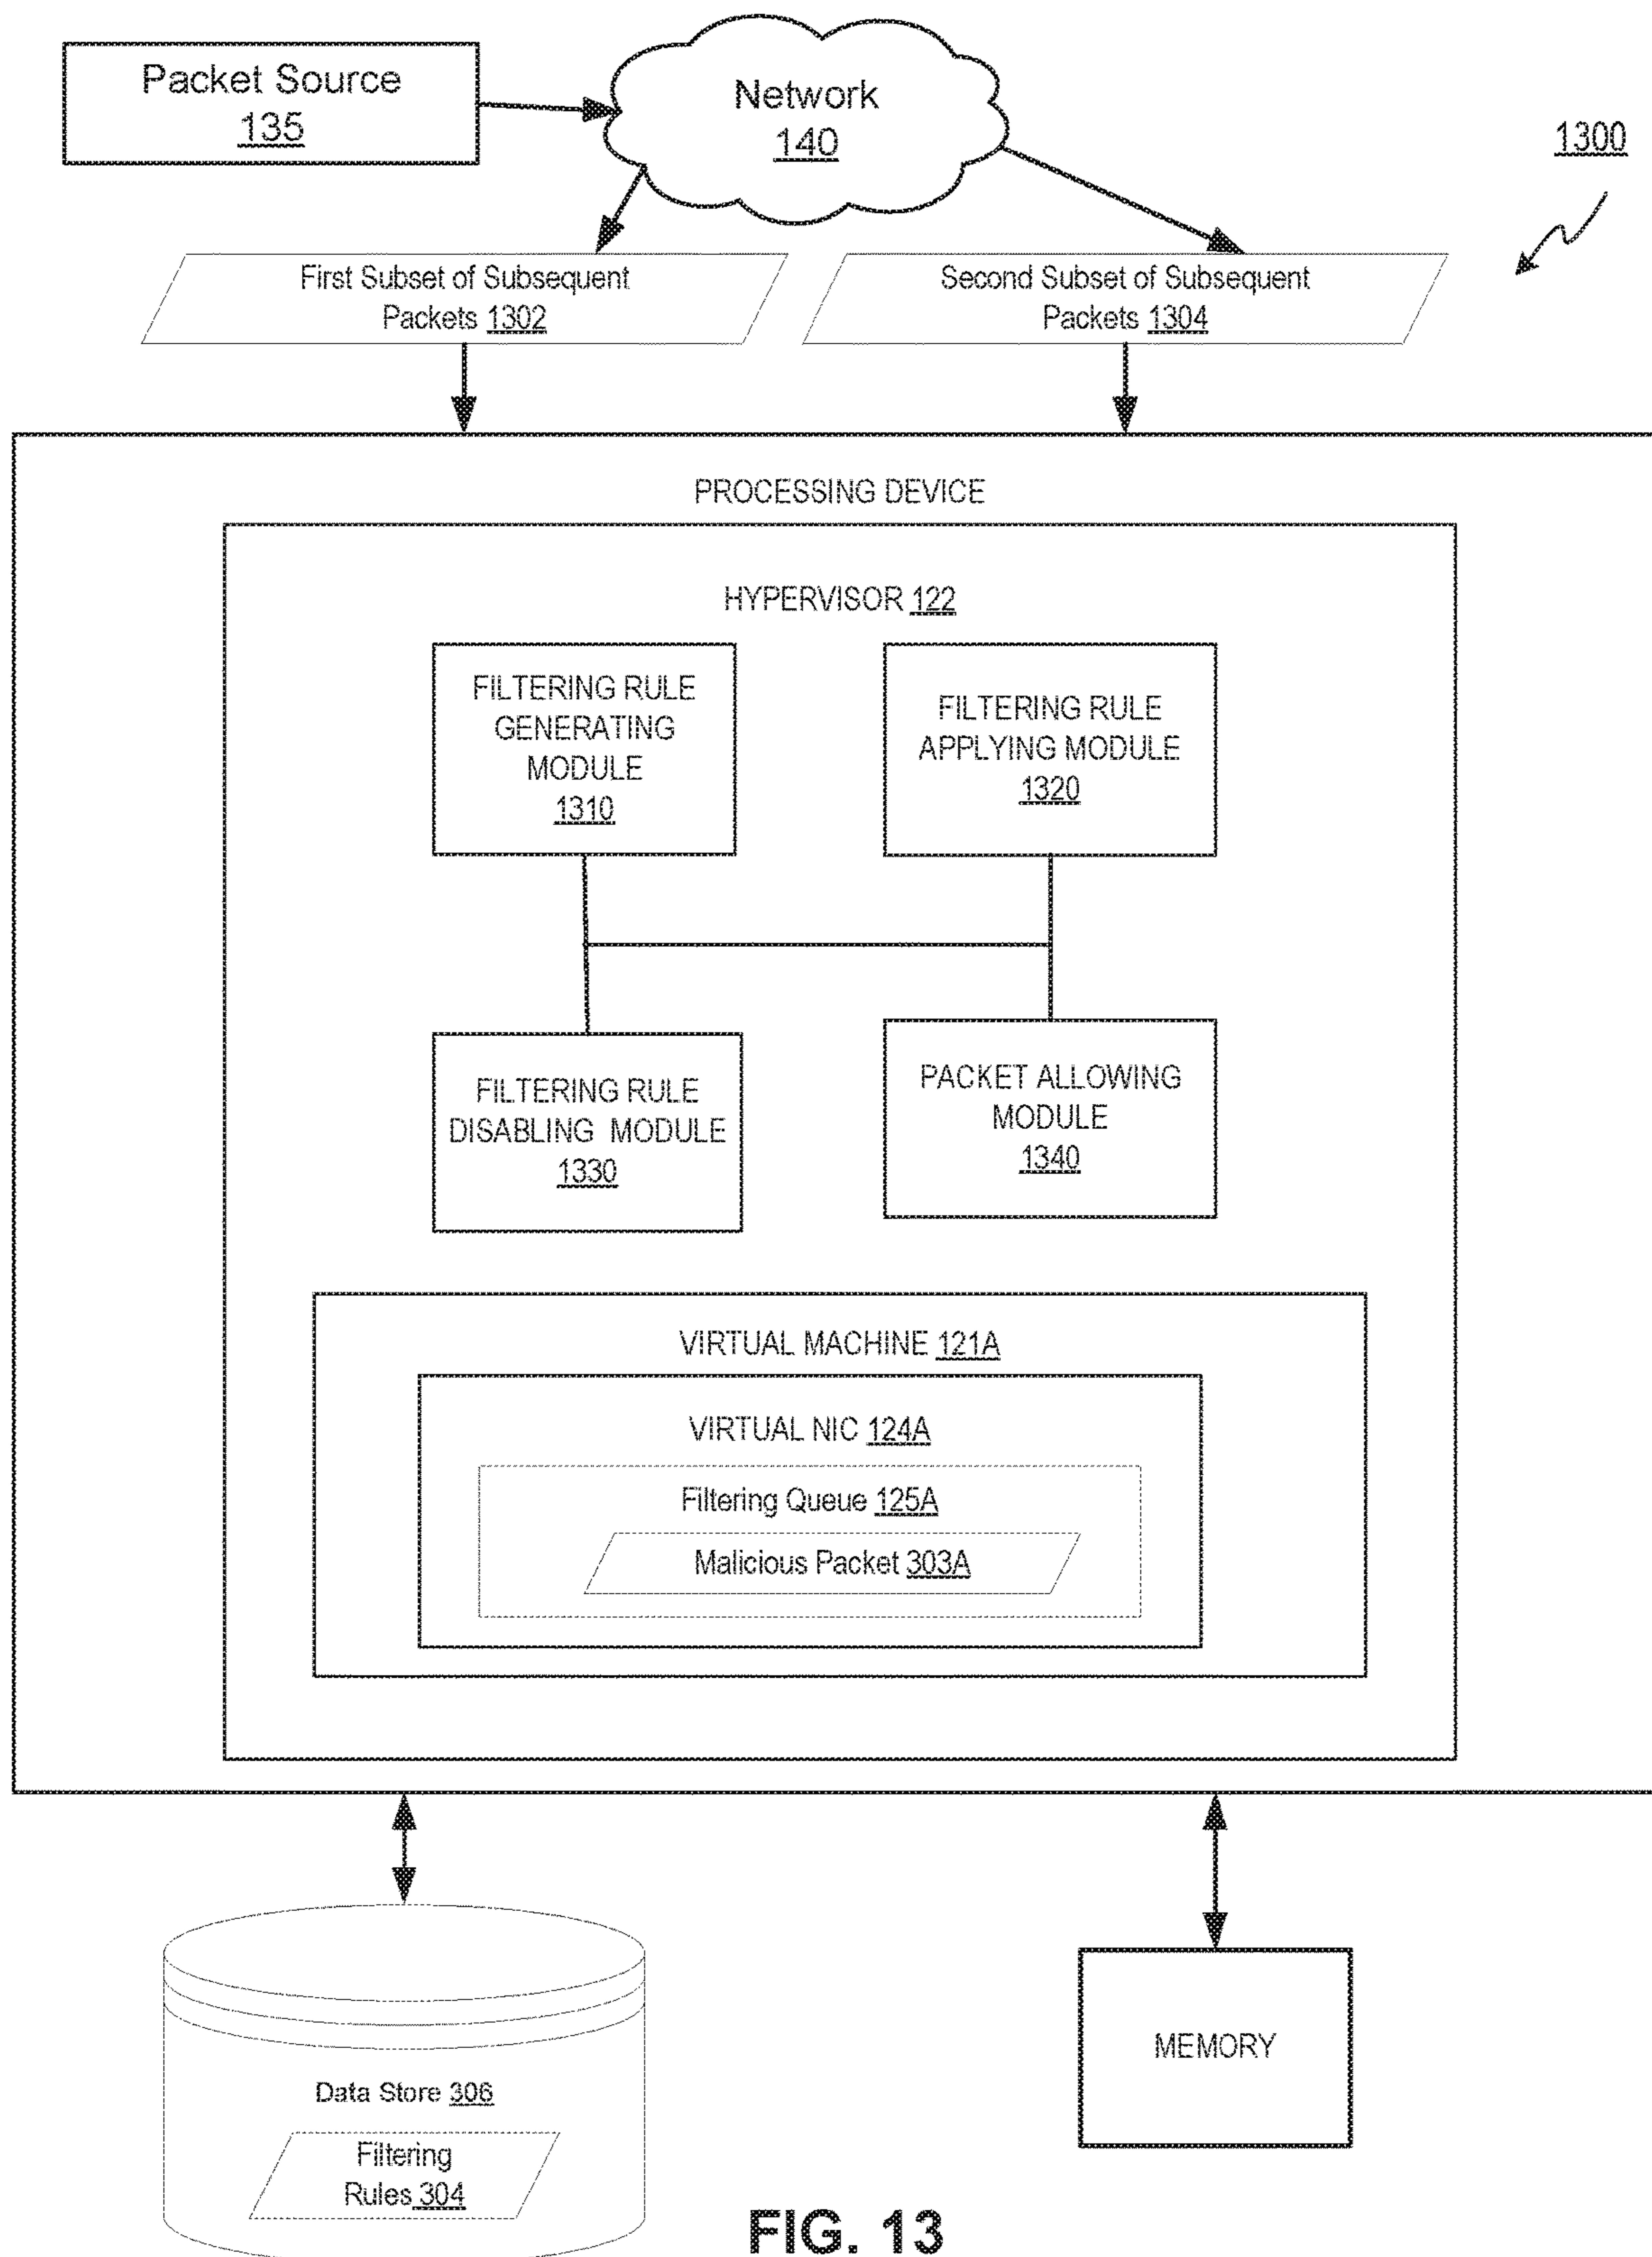 Packet Source
135
Network
140
1300
First Subset of Subsequent
Packets 1302
Second Subset of Subsequent
Packets 1304
PROCESSING DEVICE
HYPERVISOR 122
FILTERING RULE
GENERATING
MODULE
1310
FILTERING RULE
APPLYING MODULE
1320
FILTERING RULE
DISABLING MODULE
1330
PACKET ALLOWING
MODULE
1340
VIRTUAL MACHINE 121A
VIRTUAL NIC 124A
Filtering Queue 125A
Malicious Packet 303A
Data Store 306
Filtering
Rules 304
MEMORY
FIG. 13